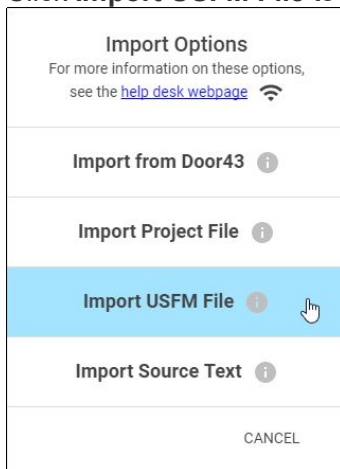 Import Options
For more information on these options,
see the help desk webpage
Import from Door43
Import Project File
Import USFM File
Import Source Text
CANCEL